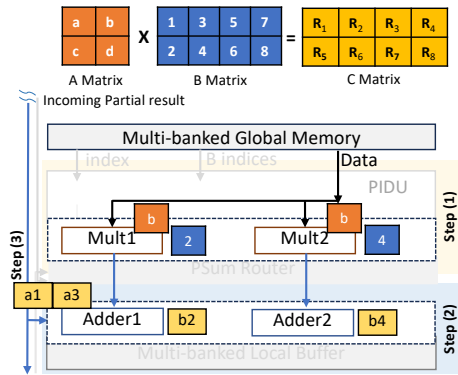 a b X 1 3 5 7 = R1 R2 R3 R4
c d 2 4 6 8 R5 R6 R7 R8
A Matrix B Matrix C Matrix
Incoming Partial result
Multi-banked Global Memory
index B indices Data
PIDU
Step (1)
b b
Mult1 2 Mult2 4
Step (3)
PSum Router
a1 a3
Step (2)
Adder1 b2 Adder2 b4
Multi-banked Local Buffer